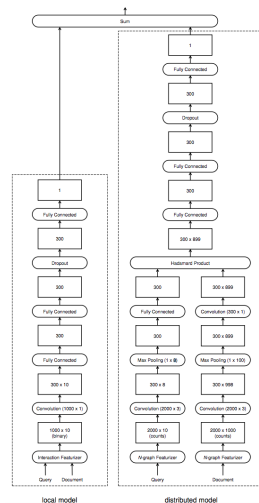 Sum
1
Fully Connected
300
Dropout
300
Fully Connected
300
Fully Connected
300 x 899
Hadamard Product
1
Fully Connected
300
Dropout
300
Fully Connected
300
Fully Connected
300 x 10
Convolution (1000 x 1)
1000 x 10
(binary)
Interaction Featurizer
Query Document
local model
300
Fully Connected
300
Max Pooling (1 x 8)
300 x 8
Convolution (2000 x 3)
2000 x 10
(counts)
N-graph Featurizer
Query
300 x 899
Convolution (300 x 1)
300 x 899
Max Pooling (1 x 100)
300 x 998
Convolution (2000 x 3)
2000 x 1000
(counts)
N-graph Featurizer
Document
distributed model